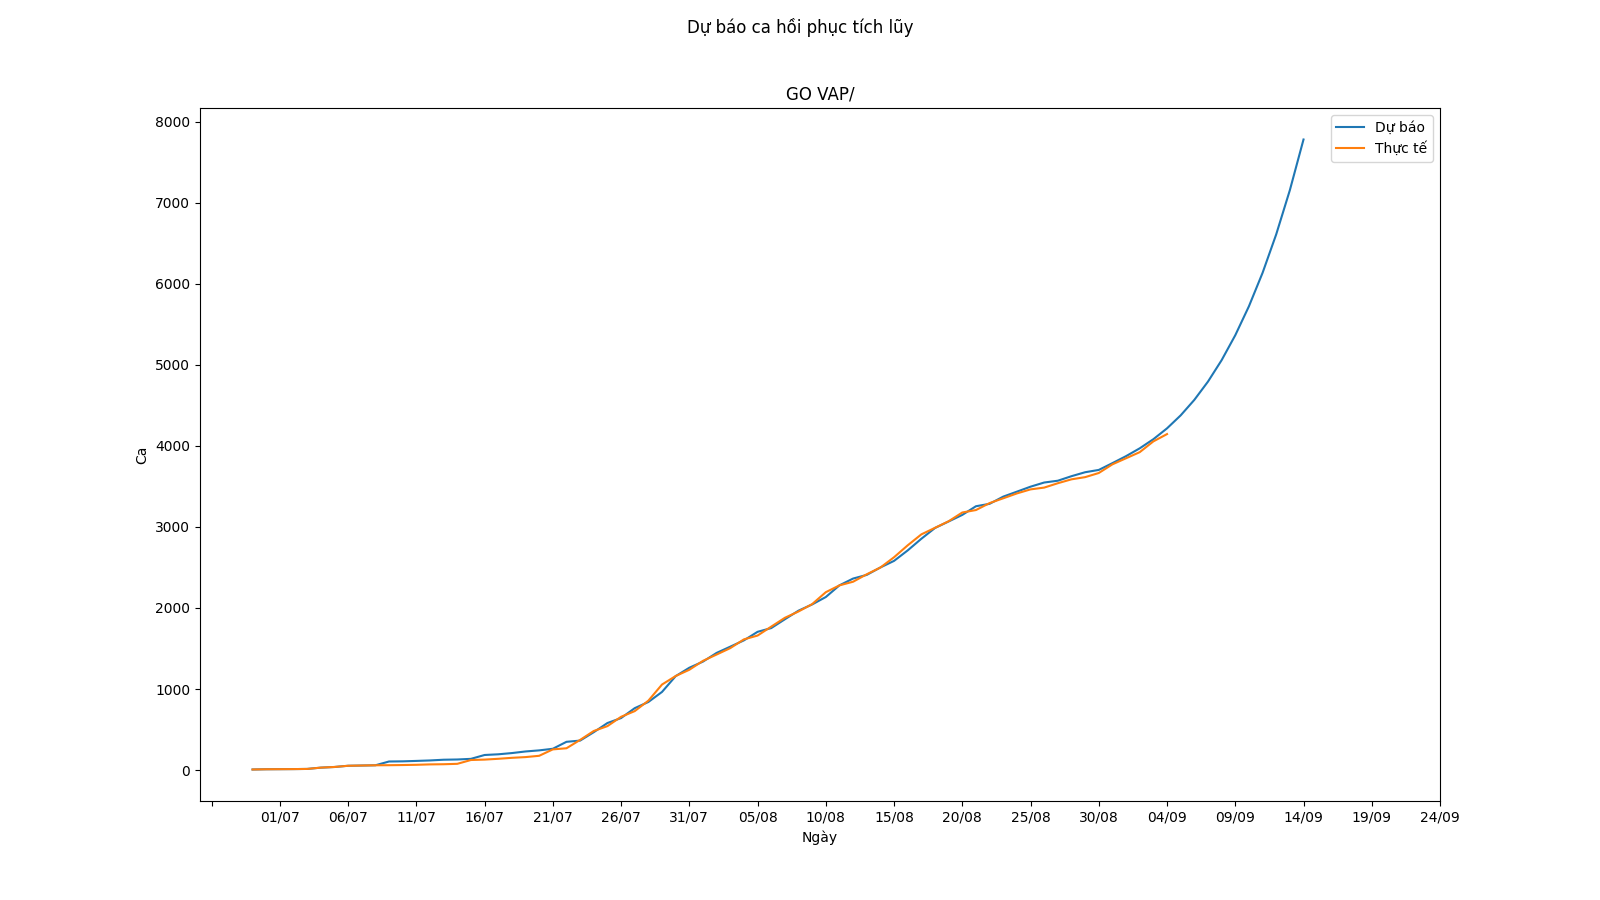 Dự báo ca hồi phục tích lũy
GO VAP/
8000
7000
6000
5000
4000
3000
2000
1000
0
Ca
Dự báo
Thực tế
01/07 06/07 11/07 16/07 21/07 26/07 31/07 05/08 10/08 15/08 20/08 25/08 30/08 04/09 09/09 14/09 19/09 24/09
Ngày